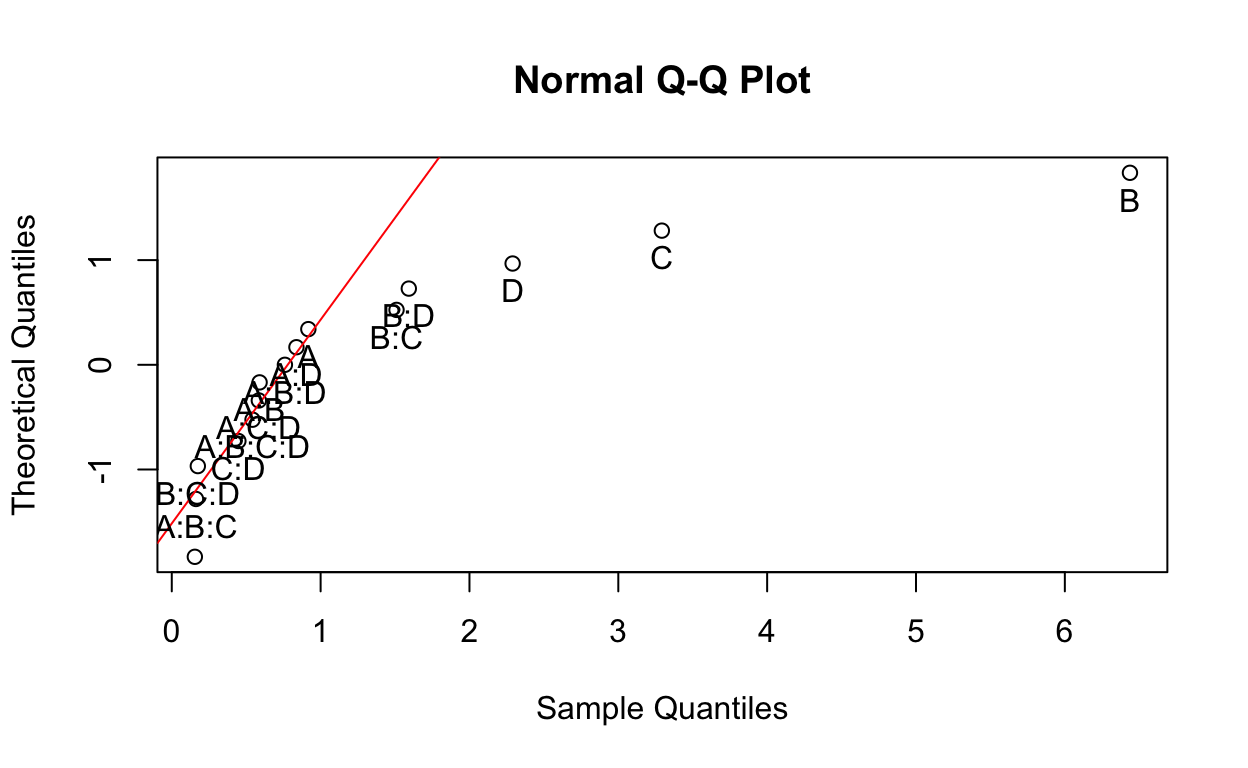 Normal Q-Q Plot
Theoretical Quantiles
1
0
-1
B
C
D
B:D
B:C
A
A:D
A:B:D
A:B
A:C:D
A:B:C:D
C:D
B:C:D
A:B:C
0 1 2 3 4 5 6
Sample Quantiles